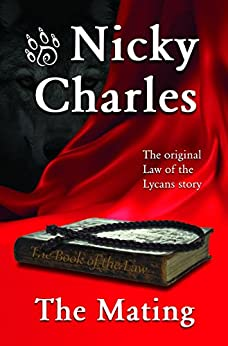 Nicky
Charles
The original
Law of the
Lycans story
The Book of the Law
The Mating